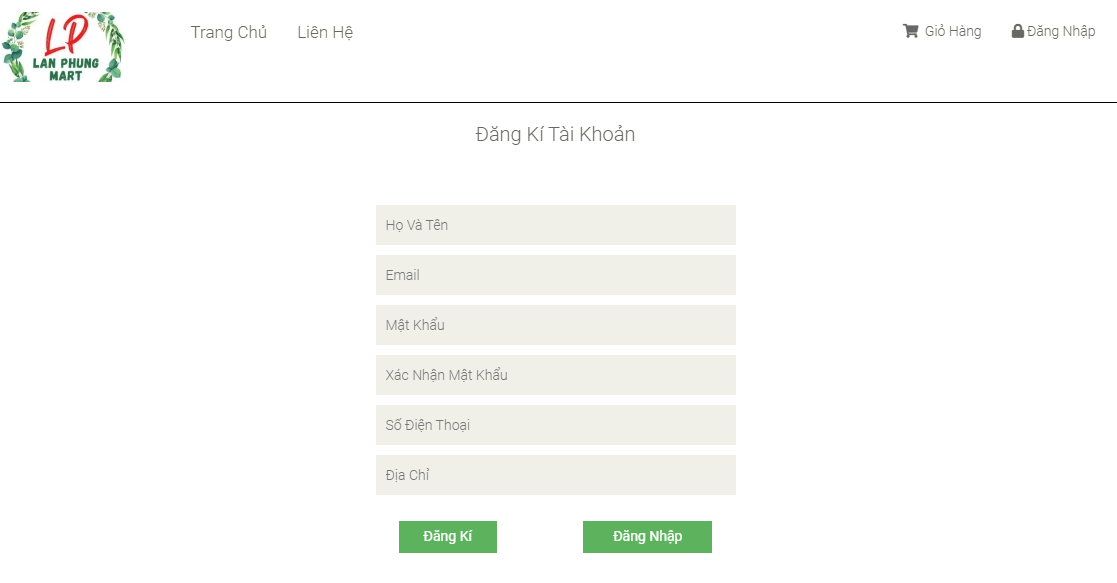 LP
LAN PHUNG
MART
Trang Chủ Liên Hệ Giỏ Hàng Đăng Nhập
Đăng Kí Tài Khoản
Họ Và Tên
Email
Mật Khẩu
Xác Nhận Mật Khẩu
Số Điện Thoại
Địa Chỉ
Đăng Kí Đăng Nhập